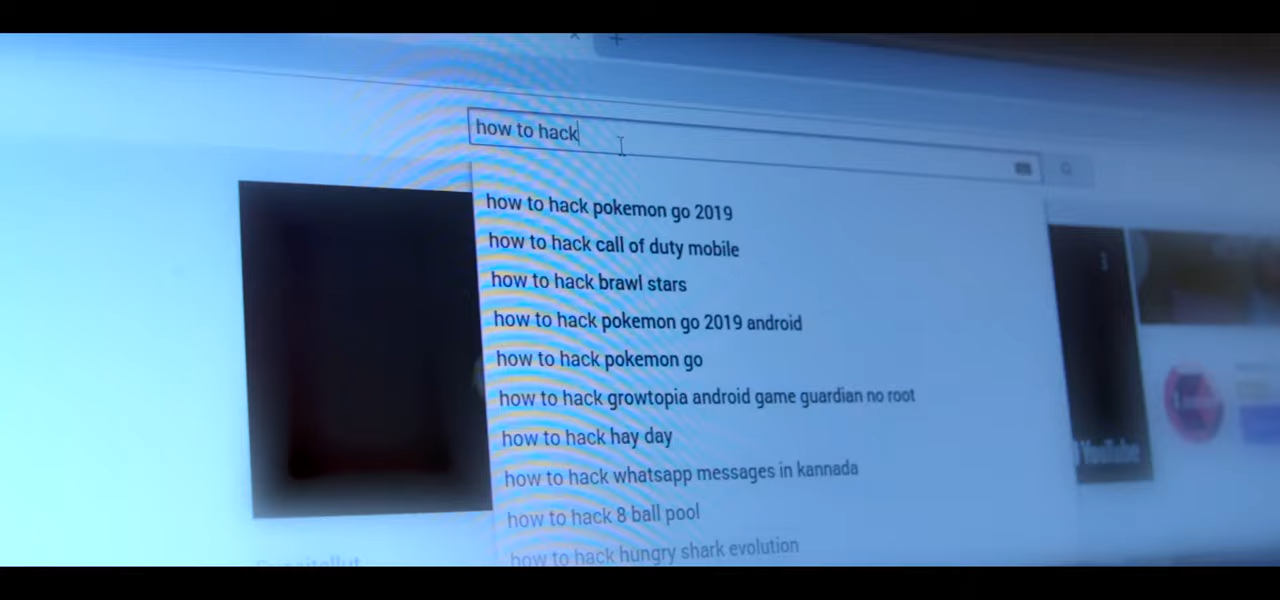 how to hack
how to hack pokemon go 2019
how to hack call of duty mobile
how to hack brawl stars
how to hack pokemon go 2019 android
how to hack pokemon go
how to hack growtopia android game guardian no root
how to hack hay day
how to hack whatsapp messages in kannada
how to hack 8 ball pool
how to hack hungry shark evolution
YouTube